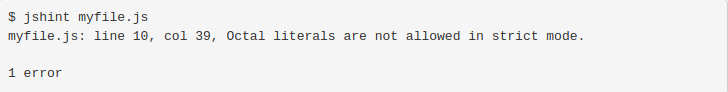 $ jshint myfile.js
myfile.js: line 10, col 39, Octal literals are not allowed in strict mode.
1 error